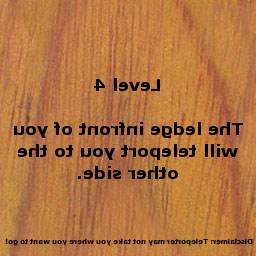 Level 4
The ledge infront of you
will teleport you to the
other side.
Disclaimer: Teleporter may not take you where you want to go!